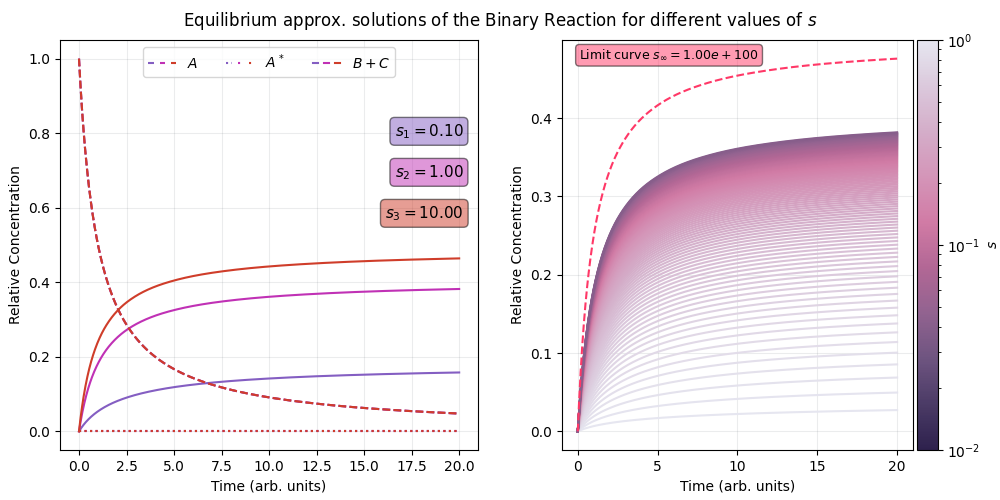 Equilibrium approx. solutions of the Binary Reaction for different values of s
A
A*
B + C
s₁ = 0.10
s₂ = 1.00
s₃ = 10.00
1.0
0.8
0.6
0.4
0.2
0.0
Relative Concentration
0.0
2.5
5.0
7.5
10.0
12.5
15.0
17.5
20.0
Time (arb. units)
Limit curve s∞ = 1.00e + 100
0.4
0.3
0.2
0.1
0.0
Relative Concentration
0
5
10
15
20
Time (arb. units)
10⁰
10⁻¹
10⁻²
s